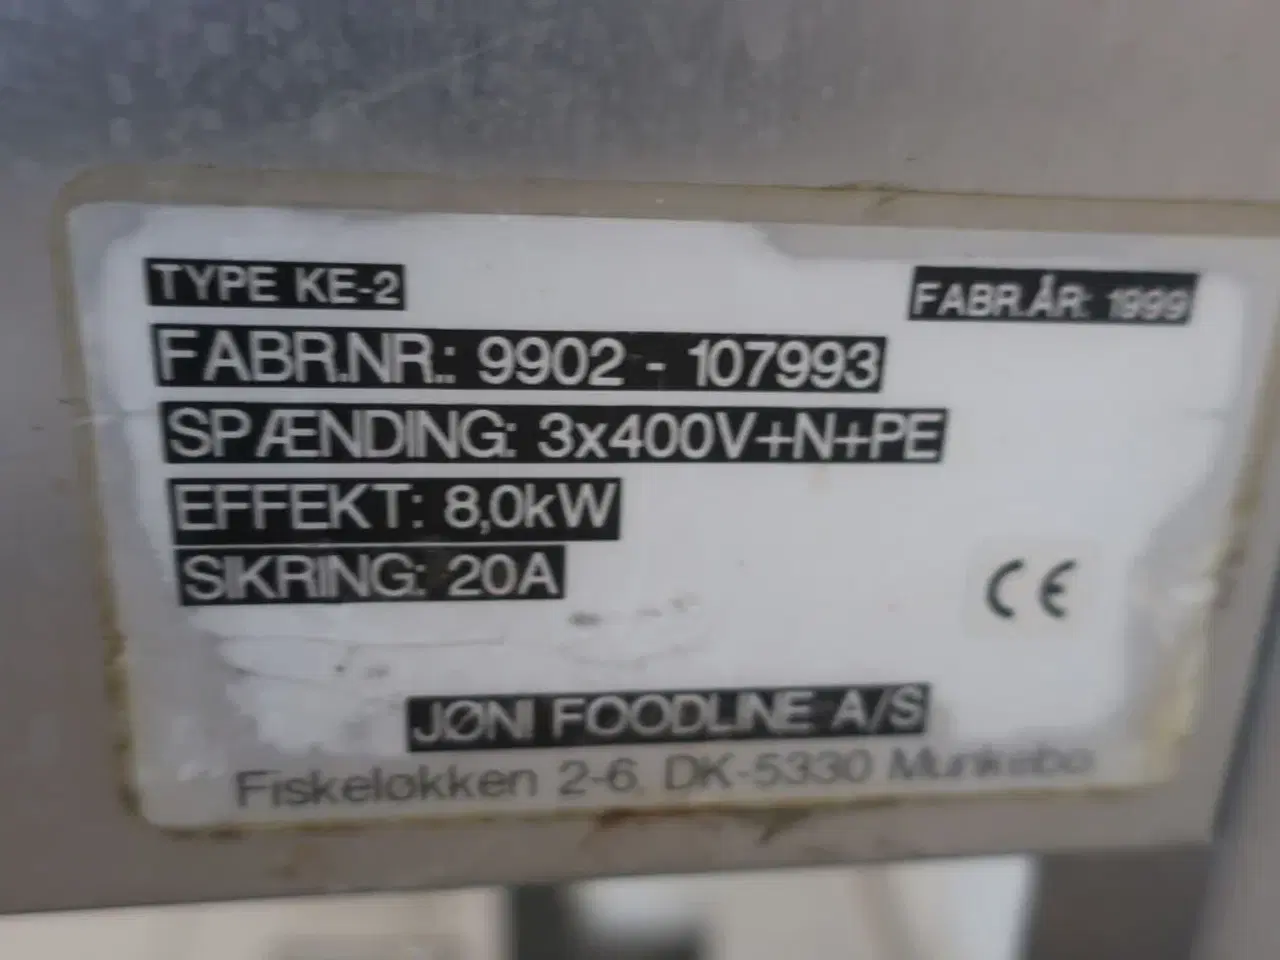 TYPE KE-2
FABR.ÅR: 1999
FABR.NR.: 9902 - 107993
SPÆNDING: 3x400V+N+PE
EFFEKT: 8,0kW
SIKRING: 20A
CE
JØNI FOODLINE A/S
Fiskeløkken 2-6, DK-5330 Munkebo